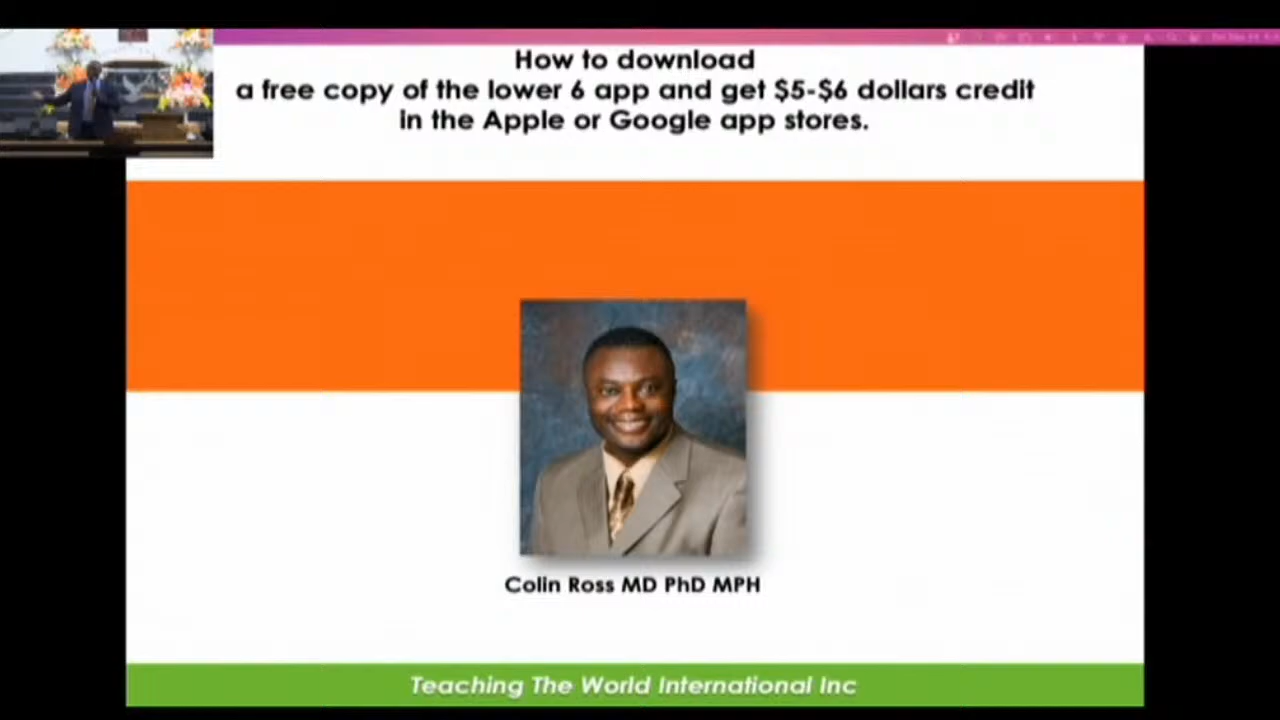 How to download
a free copy of the lower 6 app and get $5-$6 dollars credit
in the Apple or Google app stores.
Colin Ross MD PhD MPH
Teaching The World International Inc